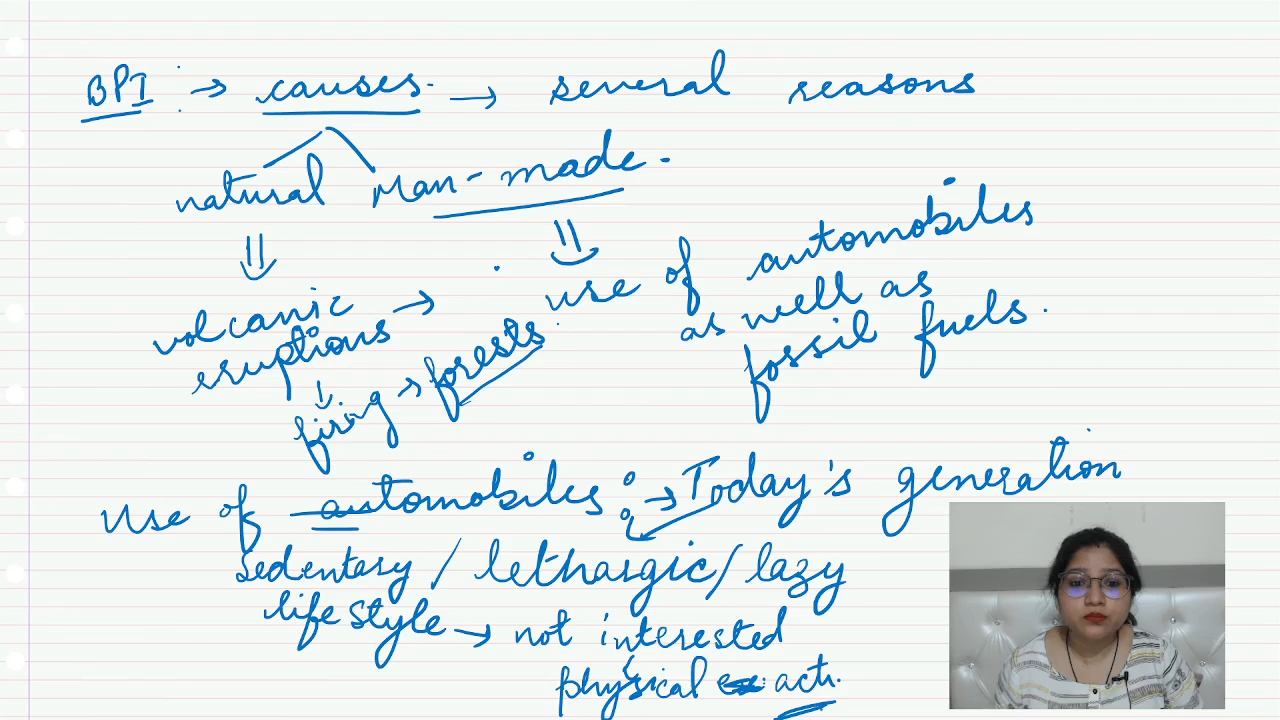 BPI : → causes. → several reasons
natural Man-made.
⇓ ⇓
volcanic eruptions → use of automobiles
as well as
fossil fuels.
↓
firing → forests
Use of automobiles : → Today's generation
sedentary / lethargic / lazy
life style → not interested
physical acti.